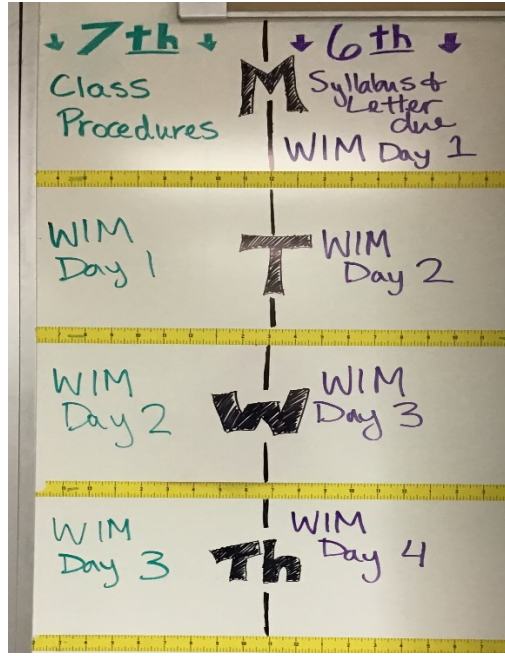 ↓ 7th ↓
↓ 6th ↓
Class
Procedures
M
Syllabus &
Letter
due
WIM Day 1
WIM
Day 1
T
WIM
Day 2
WIM
Day 2
W
WIM
Day 3
WIM
Day 3
Th
WIM
Day 4